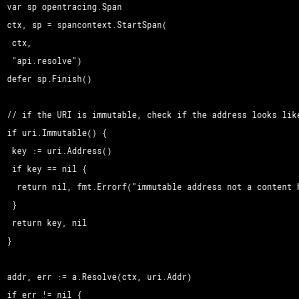 var sp opentracing.Span
ctx, sp = spancontext.StartSpan(
ctx,
"api.resolve")
defer sp.Finish()

// if the URI is immutable, check if the address looks like
if uri.Immutable() {
key := uri.Address()
if key == nil {
return nil, fmt.Errorf("immutable address not a content
}
return key, nil
}

addr, err := a.Resolve(ctx, uri.Addr)
if err != nil {